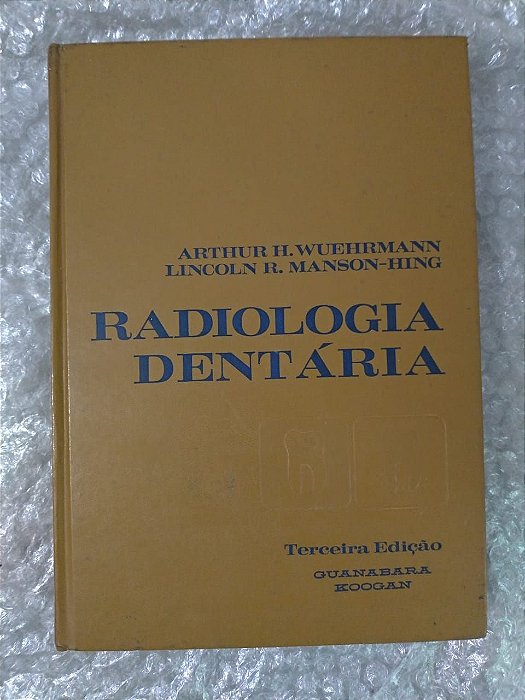 ARTHUR H. WUEHRMANN
LINCOLN R. MANSON-HING
RADIOLOGIA
DENTÁRIA
Terceira Edição
GUANABARA
KOOGAN